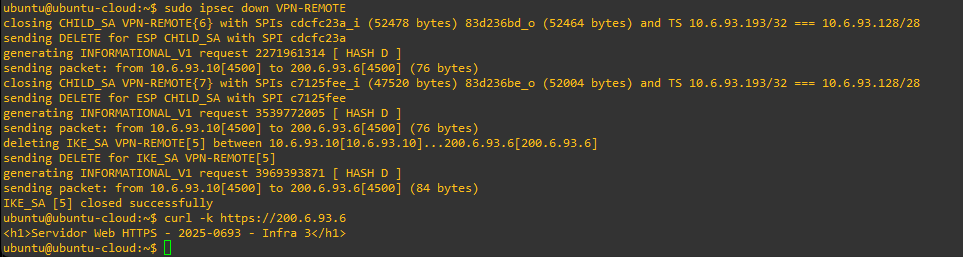 ubuntu@ubuntu-cloud:~$ sudo ipsec down VPN-REMOTE
closing CHILD_SA VPN-REMOTE{6} with SPIs cdcfc23a_i (52478 bytes) 83d236bd_o (52464 bytes) and TS 10.6.93.193/32 === 10.6.93.128/28
sending DELETE for ESP CHILD_SA with SPI cdcfc23a
generating INFORMATIONAL_V1 request 2271961314 [ HASH D ]
sending packet: from 10.6.93.10[4500] to 200.6.93.6[4500] (76 bytes)
closing CHILD_SA VPN-REMOTE{7} with SPIs c7125fee_i (47520 bytes) 83d236be_o (52004 bytes) and TS 10.6.93.193/32 === 10.6.93.128/28
sending DELETE for ESP CHILD_SA with SPI c7125fee
generating INFORMATIONAL_V1 request 3539772005 [ HASH D ]
sending packet: from 10.6.93.10[4500] to 200.6.93.6[4500] (76 bytes)
deleting IKE_SA VPN-REMOTE[5] between 10.6.93.10[10.6.93.10]...200.6.93.6[200.6.93.6]
sending DELETE for IKE_SA VPN-REMOTE[5]
generating INFORMATIONAL_V1 request 3969393871 [ HASH D ]
sending packet: from 10.6.93.10[4500] to 200.6.93.6[4500] (84 bytes)
IKE_SA [5] closed successfully
ubuntu@ubuntu-cloud:~$ curl -k https://200.6.93.6
<h1>Servidor Web HTTPS - 2025-0693 - Infra 3</h1>
ubuntu@ubuntu-cloud:~$